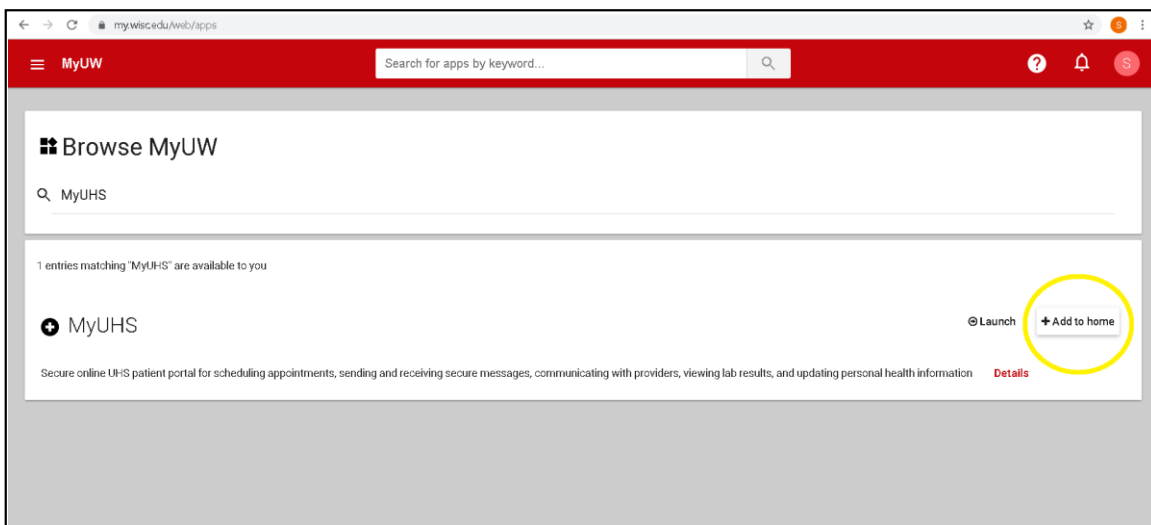 my.wisc.edu/web/apps
S
MyUW
Search for apps by keyword...
?
S
Browse MyUW
MyUHS
1 entries matching "MyUHS" are available to you
MyUHS
Launch
+ Add to home
Secure online UHS patient portal for scheduling appointments, sending and receiving secure messages, communicating with providers, viewing lab results, and updating personal health information Details